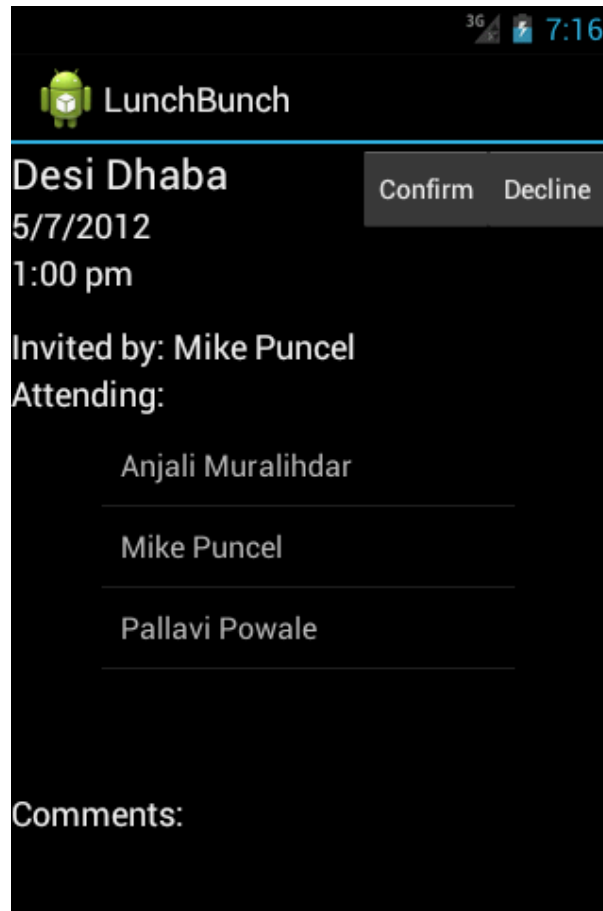 3G 7:16
LunchBunch
Desi Dhaba
Confirm Decline
5/7/2012
1:00 pm
Invited by: Mike Puncel
Attending:
Anjali Muralihdar
Mike Puncel
Pallavi Powale
Comments: